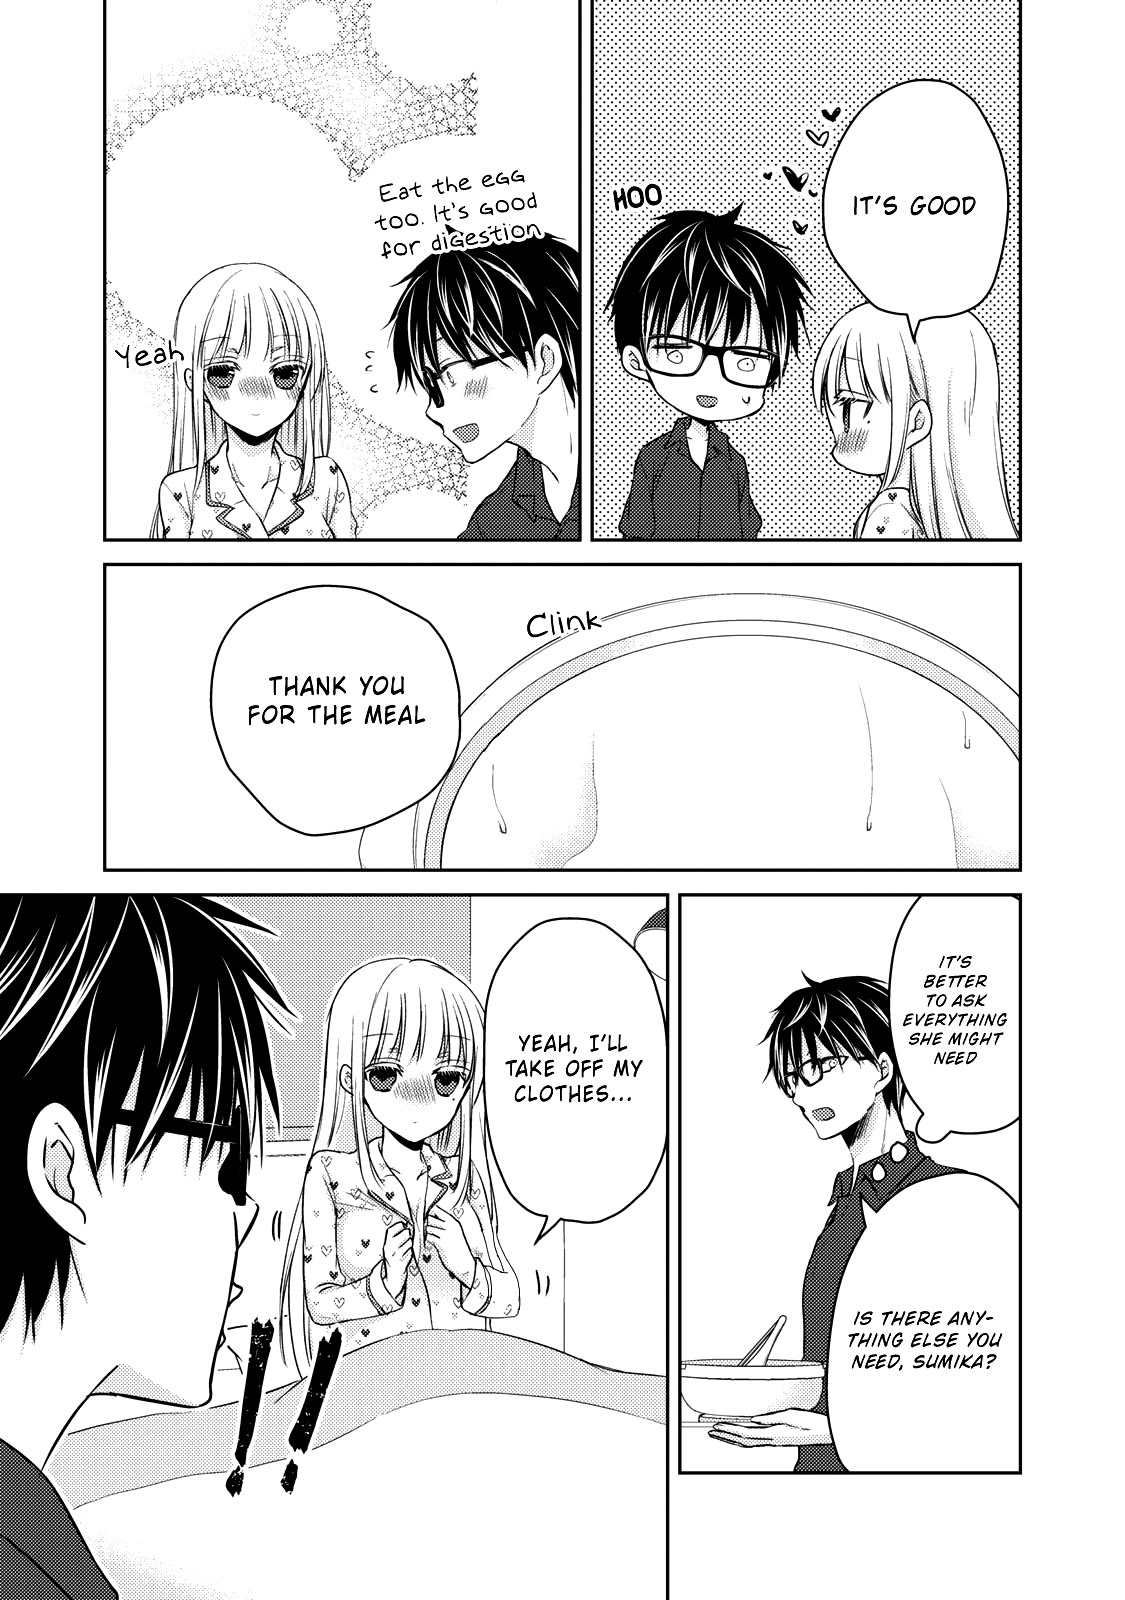 IT'S GOOD
HOO
Eat the egg
too. It's good
for digestion
Yeah
Clink
THANK YOU
FOR THE MEAL
IT'S
BETTER
TO ASK
EVERYTHING
SHE MIGHT
NEED
IS THERE ANY-
THING ELSE YOU
NEED, SUMIKA?
YEAH, I'LL
TAKE OFF MY
CLOTHES...
!!